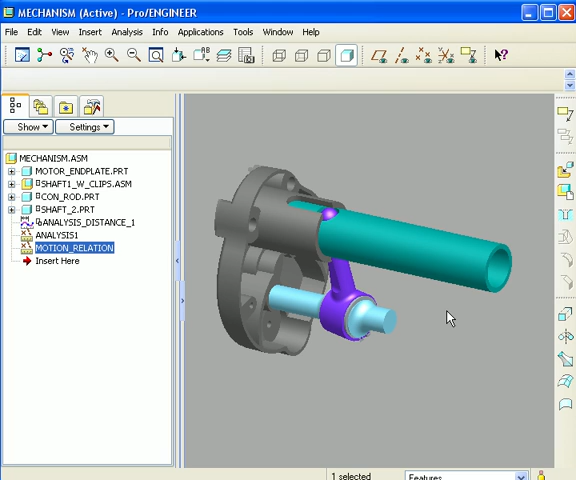 MECHANISM (Active) - Pro/ENGINEER
File Edit View Insert Analysis Info Applications Tools Window Help
Show Settings
MECHANISM.ASM
MOTOR_ENDPLATE.PRT
SHAFT1_W_CLIPS.ASM
CON_ROD.PRT
SHAFT_2.PRT
ANALYSIS_DISTANCE_1
ANALYSIS1
MOTION_RELATION
Insert Here
1 selected Features